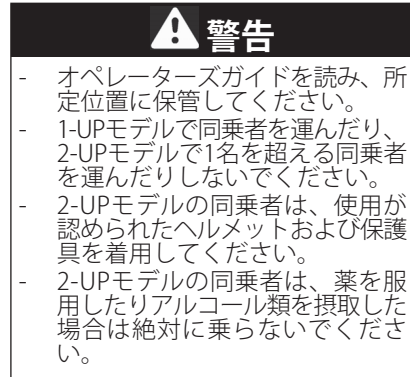 警告
- オペレーターズガイドを読み、所
定位置に保管してください。
- 1-UPモデルで同乗者を運んだり、
2-UPモデルで1名を超える同乗者
を運んだりしないでください。
- 2-UPモデルの同乗者は、使用が
認められたヘルメットおよび保護
具を着用してください。
- 2-UPモデルの同乗者は、薬を服
用したりアルコール類を摂取した
場合は絶対に乗らないでくださ
い。